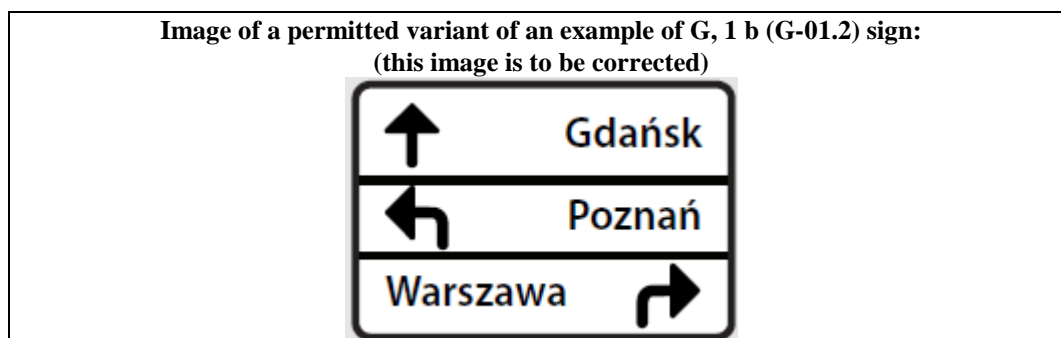 Image of a permitted variant of an example of G, 1 b (G-01.2) sign:
(this image is to be corrected)
Gdańsk
Poznań
Warszawa